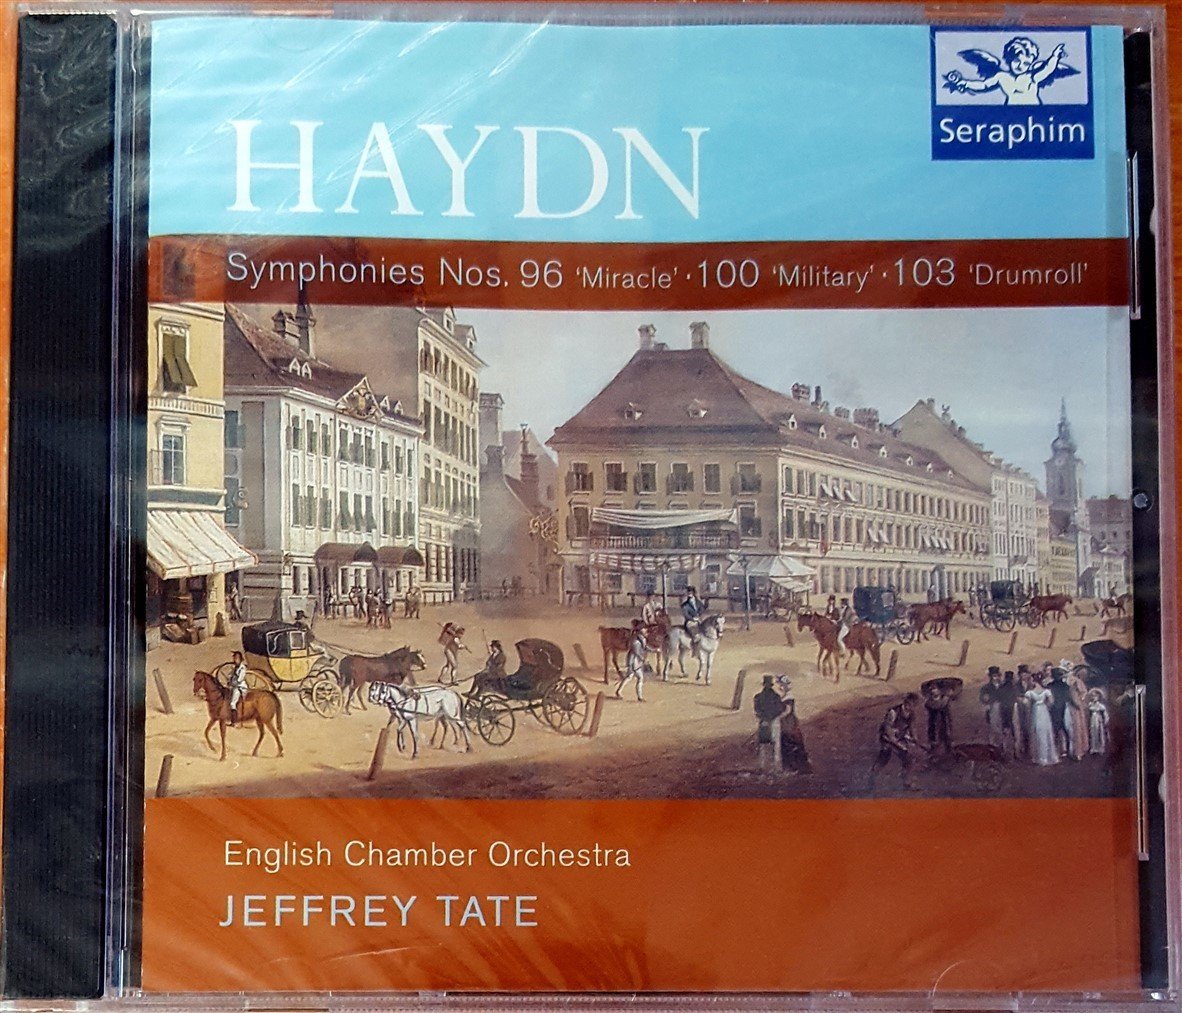 Seraphim
HAYDN
Symphonies Nos. 96 ‘Miracle’ · 100 ‘Military’ · 103 ‘Drumroll’
English Chamber Orchestra
JEFFREY TATE